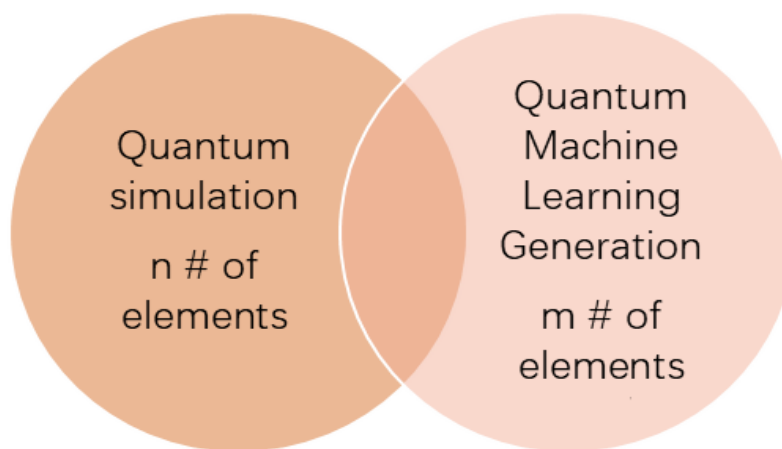 Quantum
simulation
n # of
elements
Quantum
Machine
Learning
Generation
m # of
elements